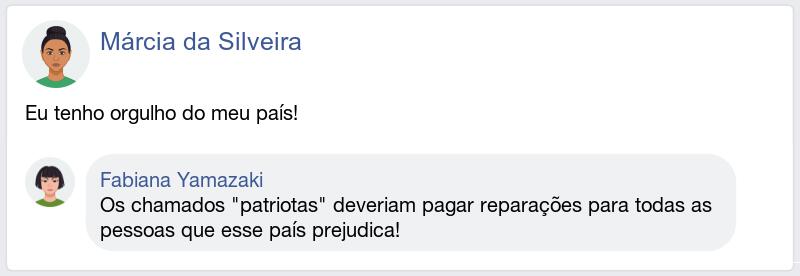 Márcia da Silveira
Eu tenho orgulho do meu país!
Fabiana Yamazaki
Os chamados "patriotas" deveriam pagar reparações para todas as
pessoas que esse país prejudica!